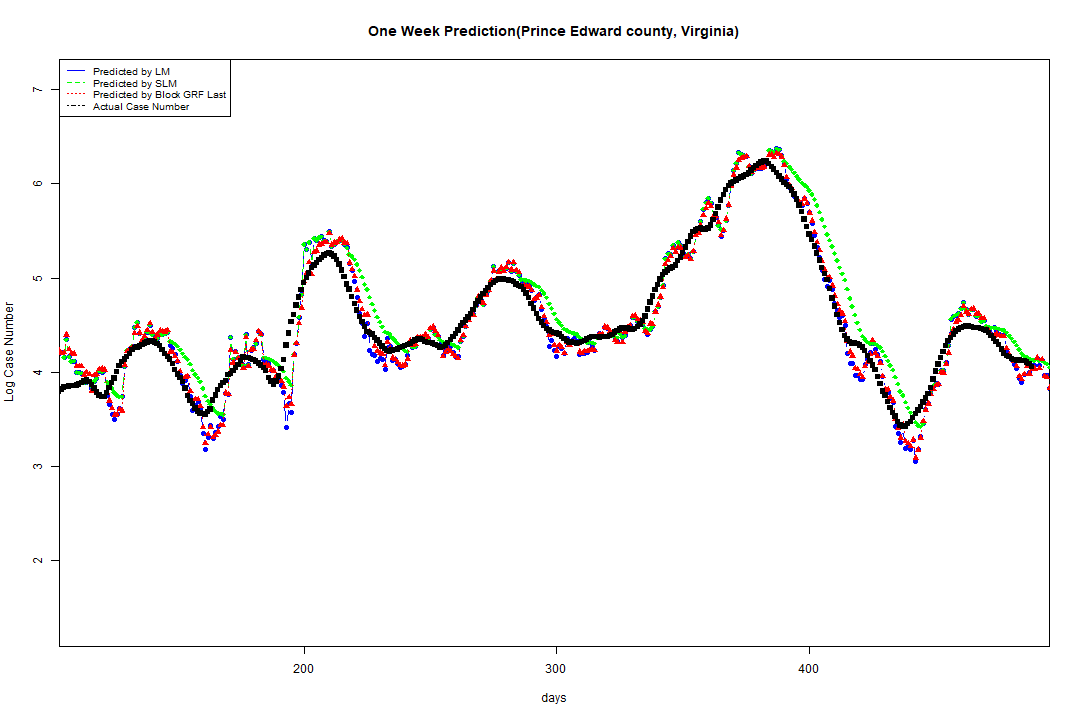 One Week Prediction(Prince Edward county, Virginia)
Predicted by LM
Predicted by SLM
Predicted by Block GRF Last
Actual Case Number
7
6
5
4
3
2
Log Case Number
200 300 400
days